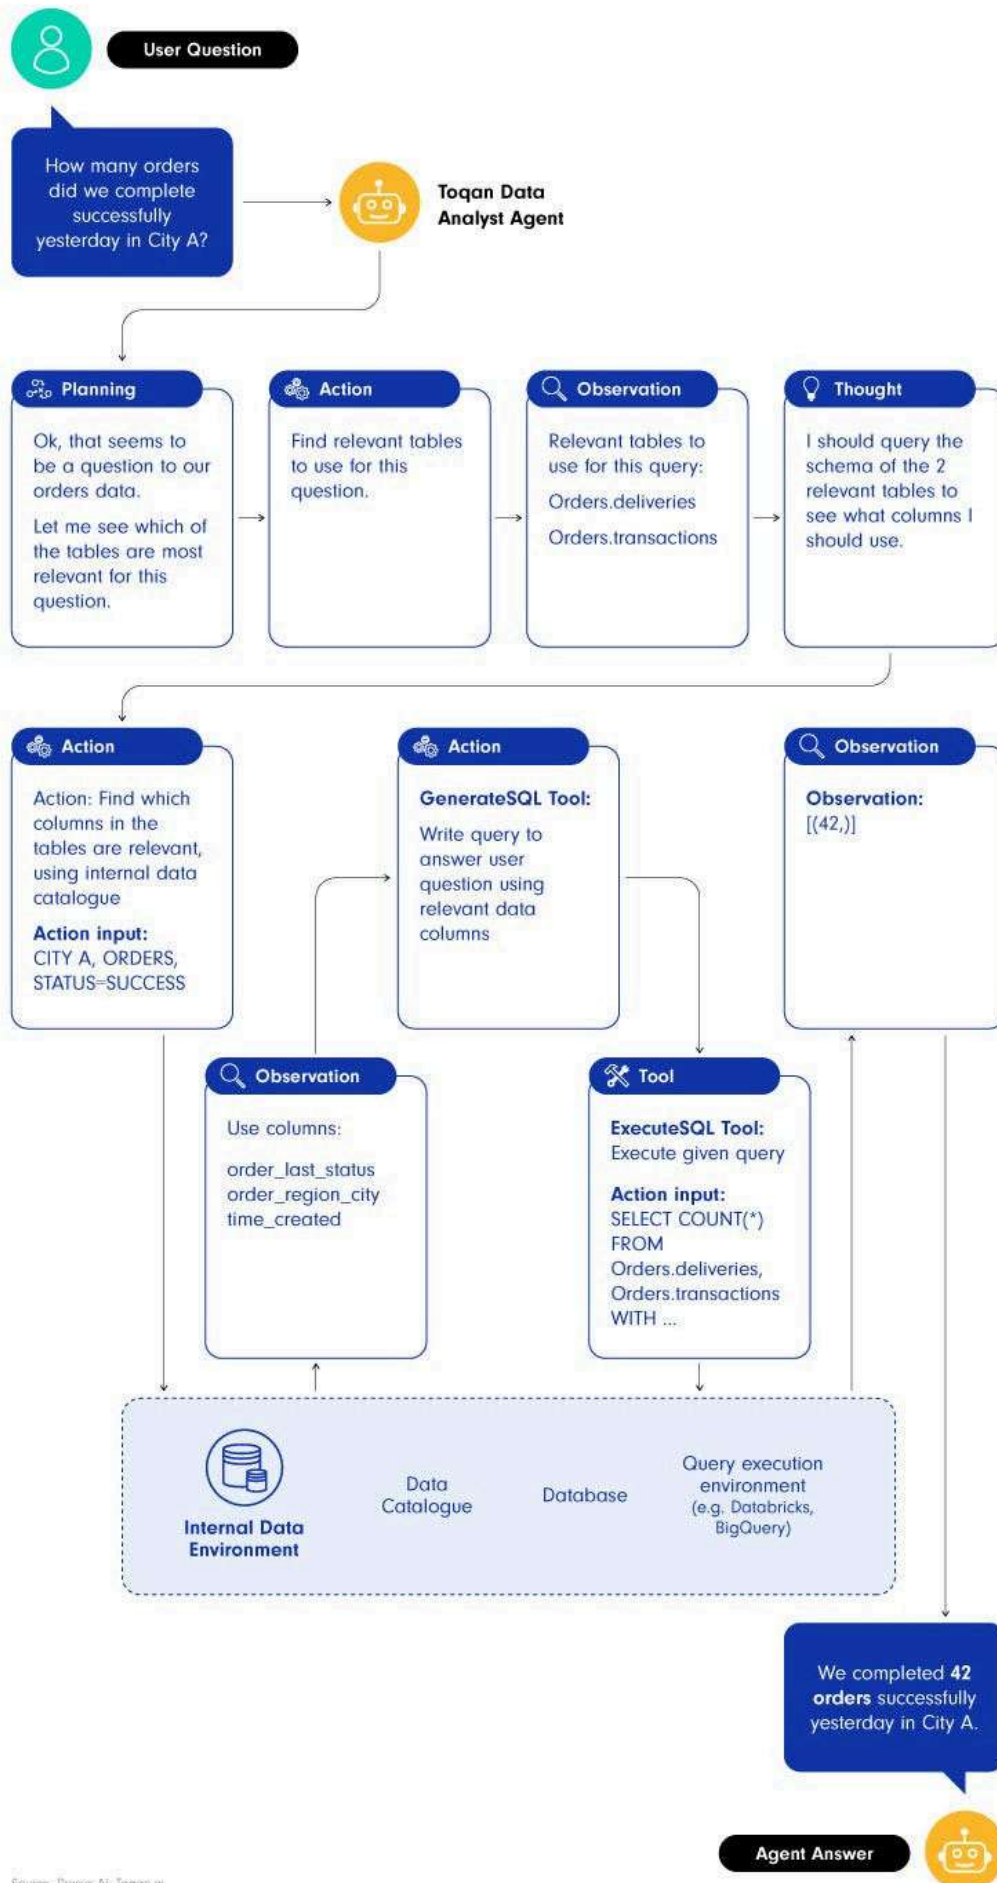 User Question
How many orders
did we complete
successfully
yesterday in City A?
Toqan Data
Analyst Agent
Planning
Ok, that seems to
be a question to our
orders data.
Let me see which of
the tables are most
relevant for this
question.
Action
Find relevant tables
to use for this
question.
Observation
Relevant tables to
use for this query:
Orders.deliveries
Orders.transactions
Thought
I should query the
schema of the 2
relevant tables to
see what columns I
should use.
Action
Action: Find which
columns in the
tables are relevant,
using internal data
catalogue
Action input:
CITY A, ORDERS,
STATUS=SUCCESS
Observation
Use columns:
order_last_status
order_region_city
time_created
Action
GenerateSQL Tool:
Write query to
answer user
question using
relevant data
columns
Tool
ExecuteSQL Tool:
Execute given query
Action input:
SELECT COUNT(*)
FROM
Orders.deliveries,
Orders.transactions
WITH ...
Observation
Observation:
[(42,)]
Internal Data
Environment
Data
Catalogue
Database
Query execution
environment
(e.g. Databricks,
BigQuery)
We completed 42
orders successfully
yesterday in City A.
Agent Answer